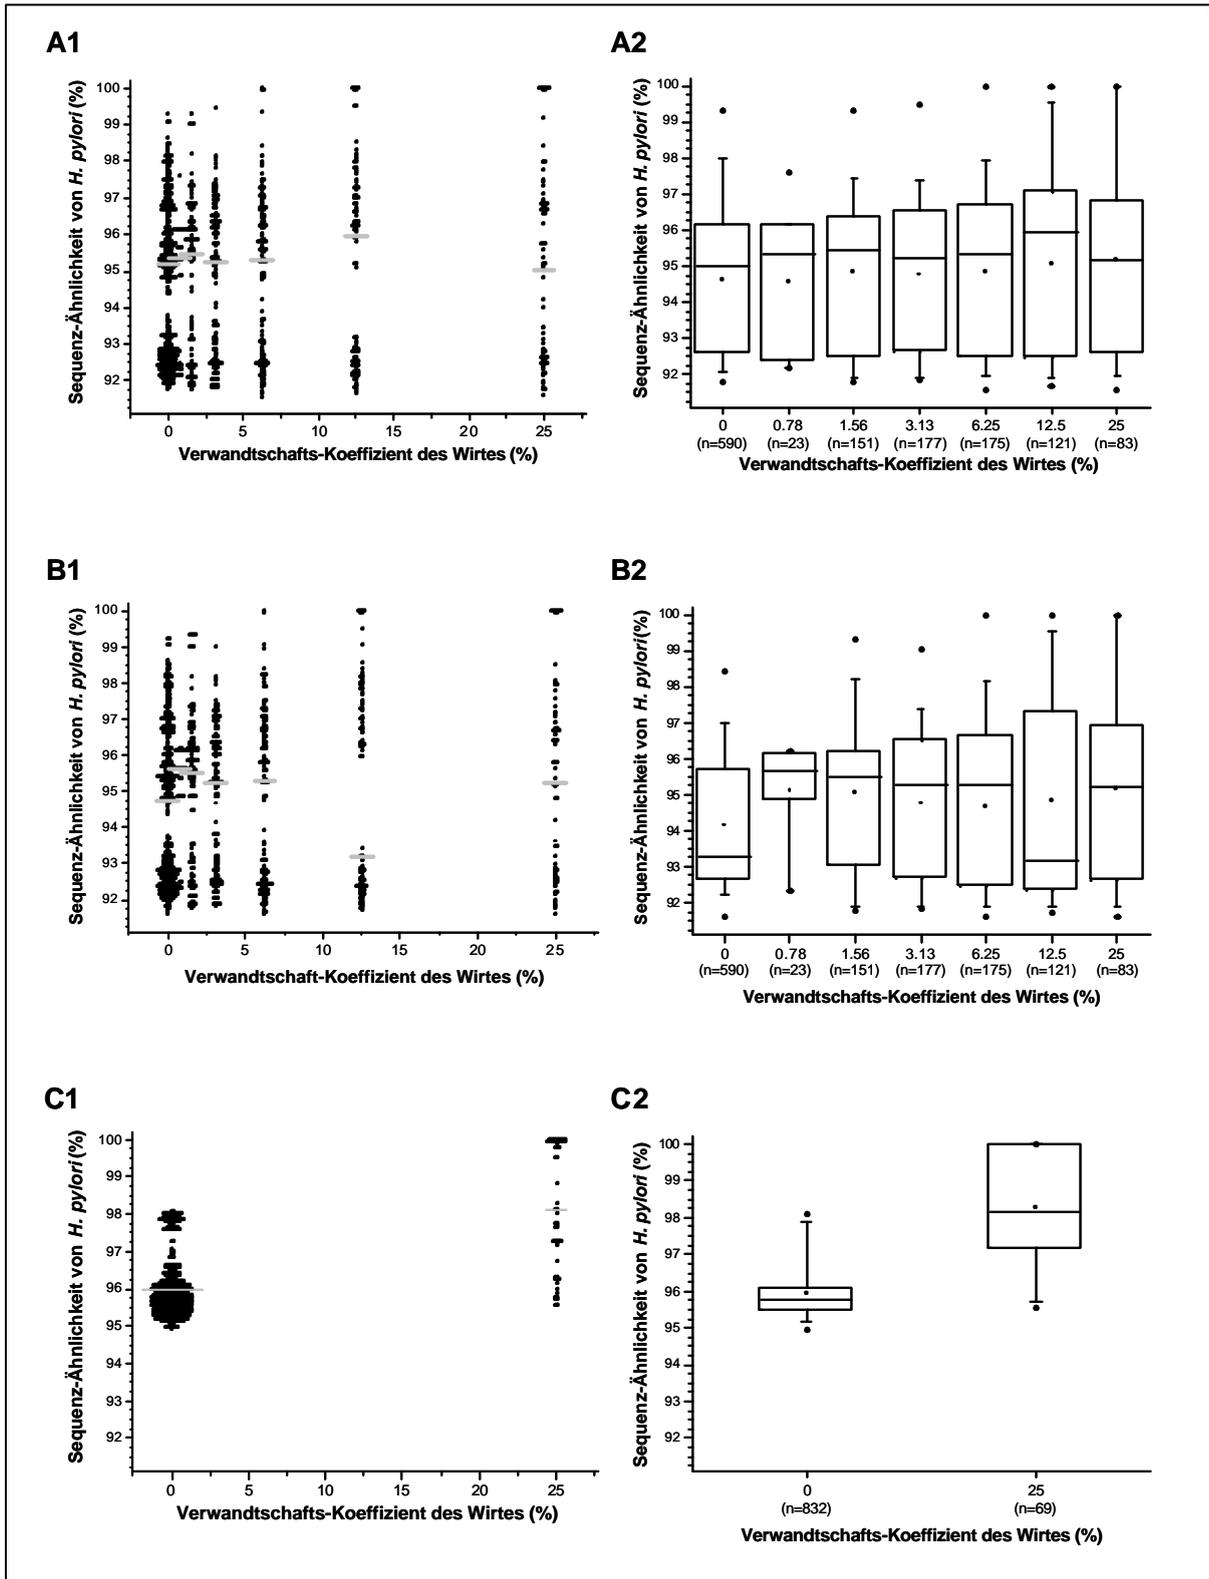 A1
Sequenz-Ähnlichkeit von H. pylori (%)
100
99
98
97
96
95
94
93
92
0 5 10 15 20 25
Verwandtschafts-Koeffizient des Wirtes (%)
A2
Sequenz-Ähnlichkeit von H. pylori (%)
100
99
98
97
96
95
94
93
92
0 0.78 1.56 3.13 6.25 12.5 25
(n=590) (n=23) (n=151) (n=177) (n=175) (n=121) (n=83)
Verwandtschafts-Koeffizient des Wirtes (%)
B1
Sequenz-Ähnlichkeit von H. pylori (%)
100
99
98
97
96
95
94
93
92
0 5 10 15 20 25
Verwandtschaft-Koeffizient des Wirtes (%)
B2
Sequenz-Ähnlichkeit von H. pylori(%)
100
99
98
97
96
95
94
93
92
0 0.78 1.56 3.13 6.25 12.5 25
(n=590) (n=23) (n=151) (n=177) (n=175) (n=121) (n=83)
Verwandtschafts-Koeffizient des Wirtes (%)
C1
Sequenz-Ähnlichkeit von H. pylori (%)
100
99
98
97
96
95
94
93
92
0 5 10 15 20 25
Verwandtschafts-Koeffizient des Wirtes (%)
C2
Sequenz-Ähnlichkeit von H. pylori (%)
100
99
98
97
96
95
94
93
92
0 25
(n=832) (n=69)
Verwandtschafts-Koeffizient des Wirtes (%)